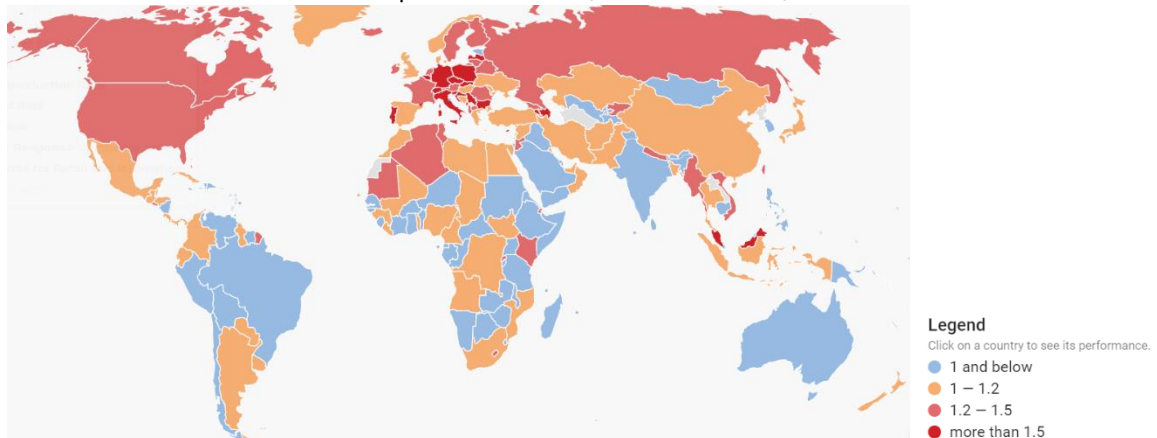 Legend
Click on a country to see its performance.
1 and below
1 — 1.2
1.2 — 1.5
more than 1.5